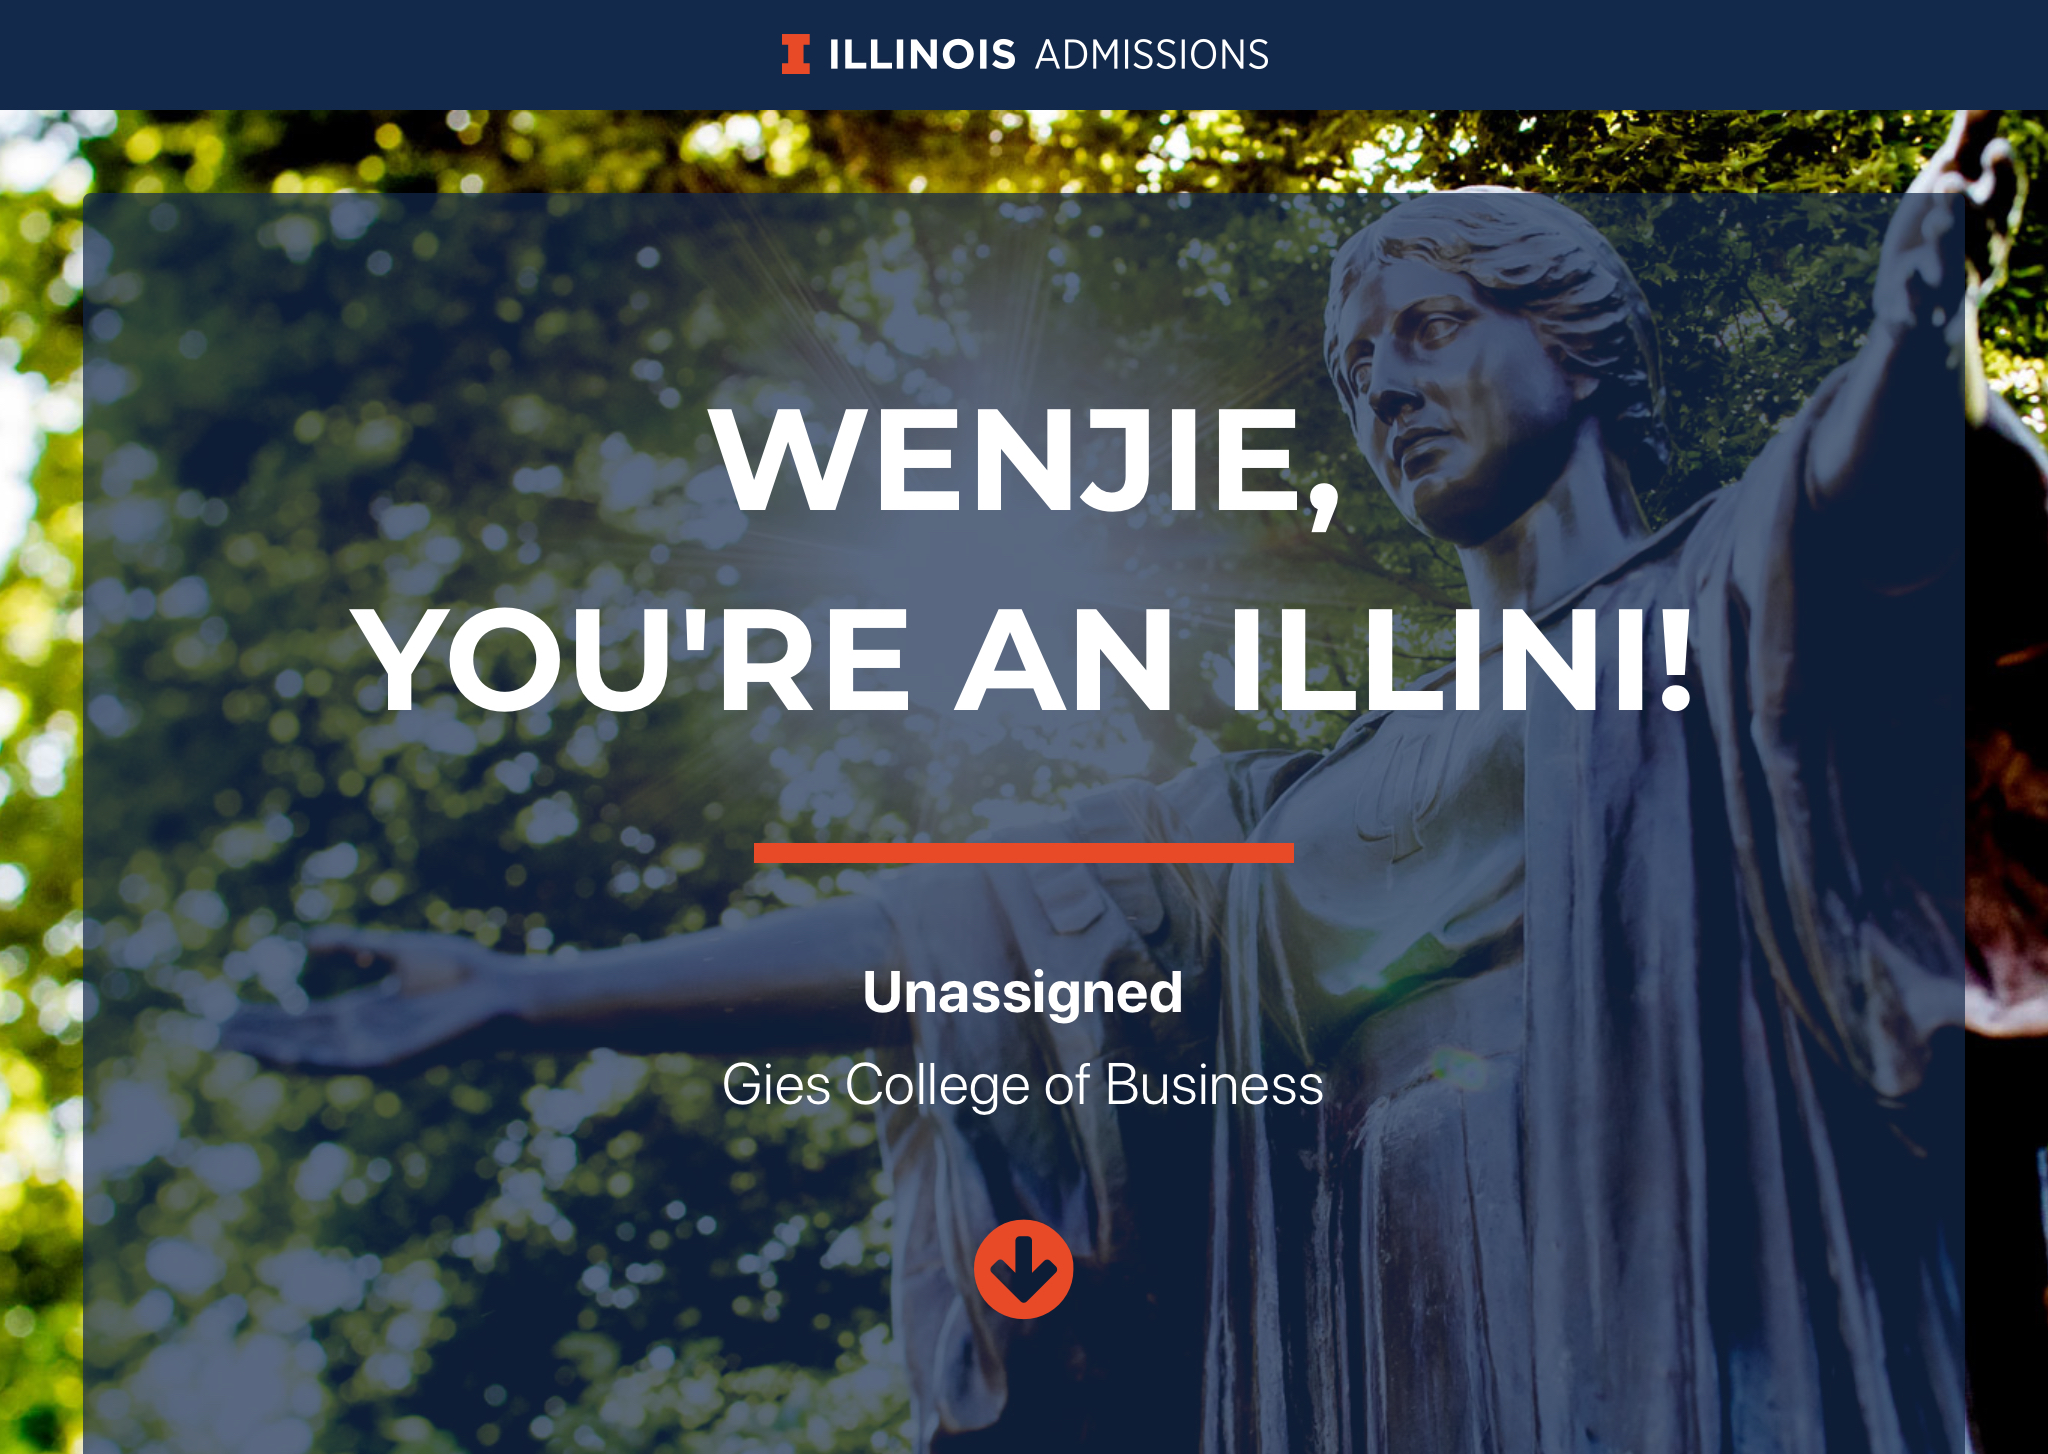 ILLINOIS ADMISSIONS
WENJIE,
YOU'RE AN ILLINI!
Unassigned
Gies College of Business